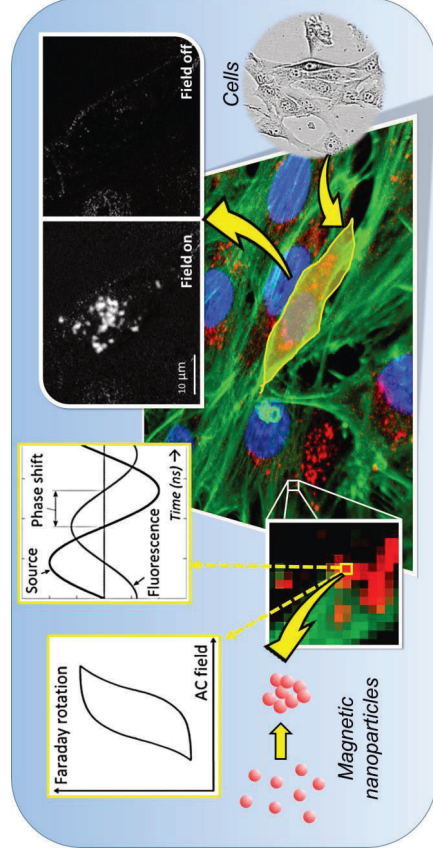 Faraday rotation
AC field
Source
Phase shift
Fluorescence
Time (ns) →
Field on
10 μm
Field off
Magnetic
nanoparticles
Cells